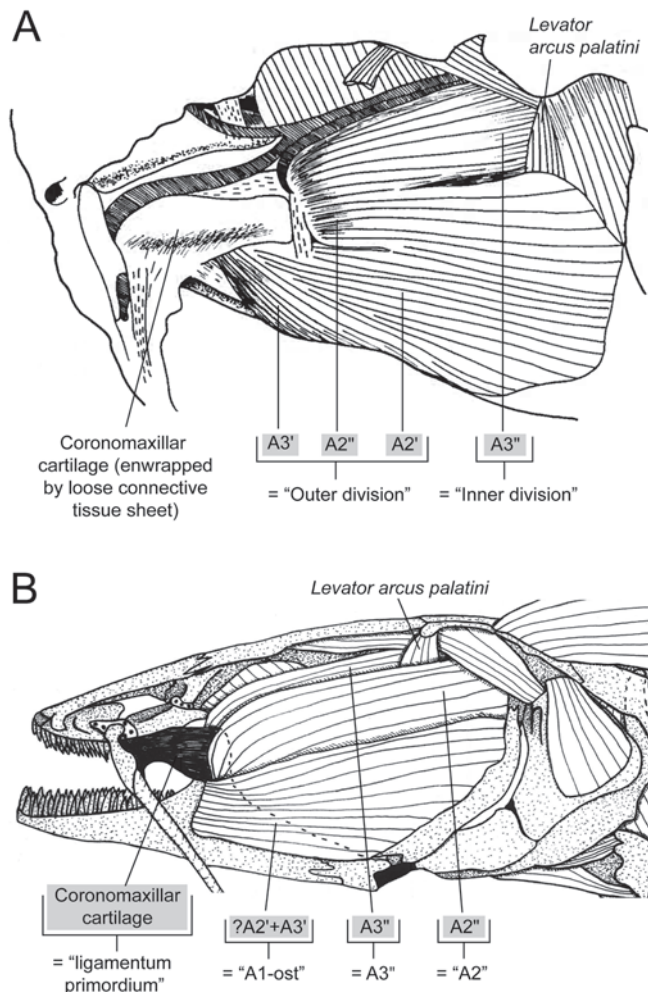 A
Levator
arcus palatini
Coronomaxillar
cartilage (enwrapped
by loose connective
tissue sheet)
A3' A2" A2' A3"
= “Outer division” = “Inner division”
B
Levator arcus palatini
Coronomaxillar
cartilage
= “ligamentum
primordium”
?A2'+A3' A3" A2"
= “A1-ost” = A3" = “A2”